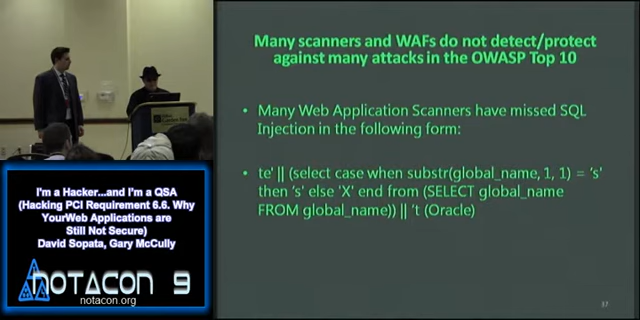 Many scanners and WAFs do not detect/protect
against many attacks in the OWASP Top 10
• Many Web Application Scanners have missed SQL
Injection in the following form:
• te' || (select case when substr(global_name, 1, 1) = 's'
then 's' else 'X' end from (SELECT global_name
FROM global_name)) || 't (Oracle)
37
I'm a Hacker...and I'm a QSA
(Hacking PCI Requirement 6.6. Why
YourWeb Applications are
Still Not Secure)
David Sopata, Gary McCully
NOTACON 9
notacon.org